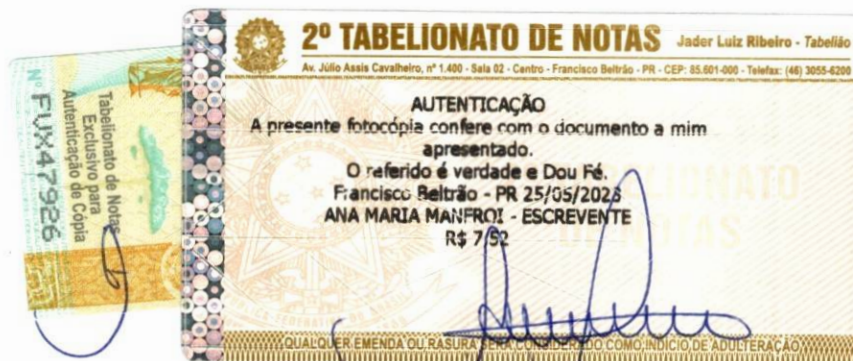 2º TABELIONATO DE NOTAS Jader Luiz Ribeiro - Tabelião
Av. Júlio Assis Cavalheiro, nº 1.400 - Sala 02 - Centro - Francisco Beltrão - PR - CEP: 85.601-000 - Telefax: (46) 3055-6200
AUTENTICAÇÃO
A presente fotocópia confere com o documento a mim
apresentado.
O referido é verdade e Dou Fé.
Francisco Beltrão - PR 25/05/2023
ANA MARIA MANFROI - ESCREVENTE
R$ 7,52
TABELIONATO
DE NOTAS
QUALQUER EMENDA OU RASURA SERÁ CONSIDERADO COMO INDÍCIO DE ADULTERAÇÃO
Tabelionato de Notas
Exclusivo para
Autenticação de Cópia
Nº FUX47926